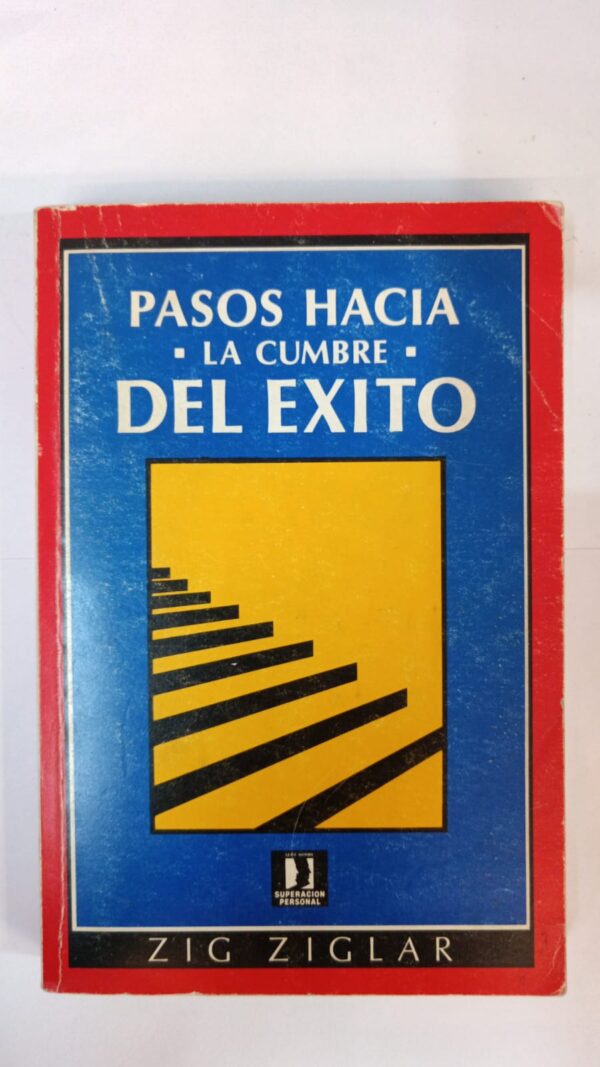 PASOS HACIA
▪ LA CUMBRE ▪
DEL EXITO
SUPERACION
PERSONAL
ZIG ZIGLAR